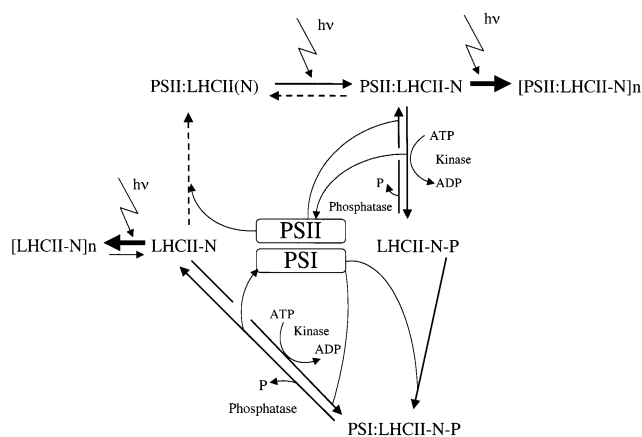 hν
hν
PSII:LHCII(N)
PSII:LHCII-N
[PSII:LHCII-N]n
ATP
Kinase
P
ADP
Phosphatase
hν
PSII
[LHCII-N]n
LHCII-N
LHCII-N-P
PSI
ATP
Kinase
ADP
P
Phosphatase
PSI:LHCII-N-P